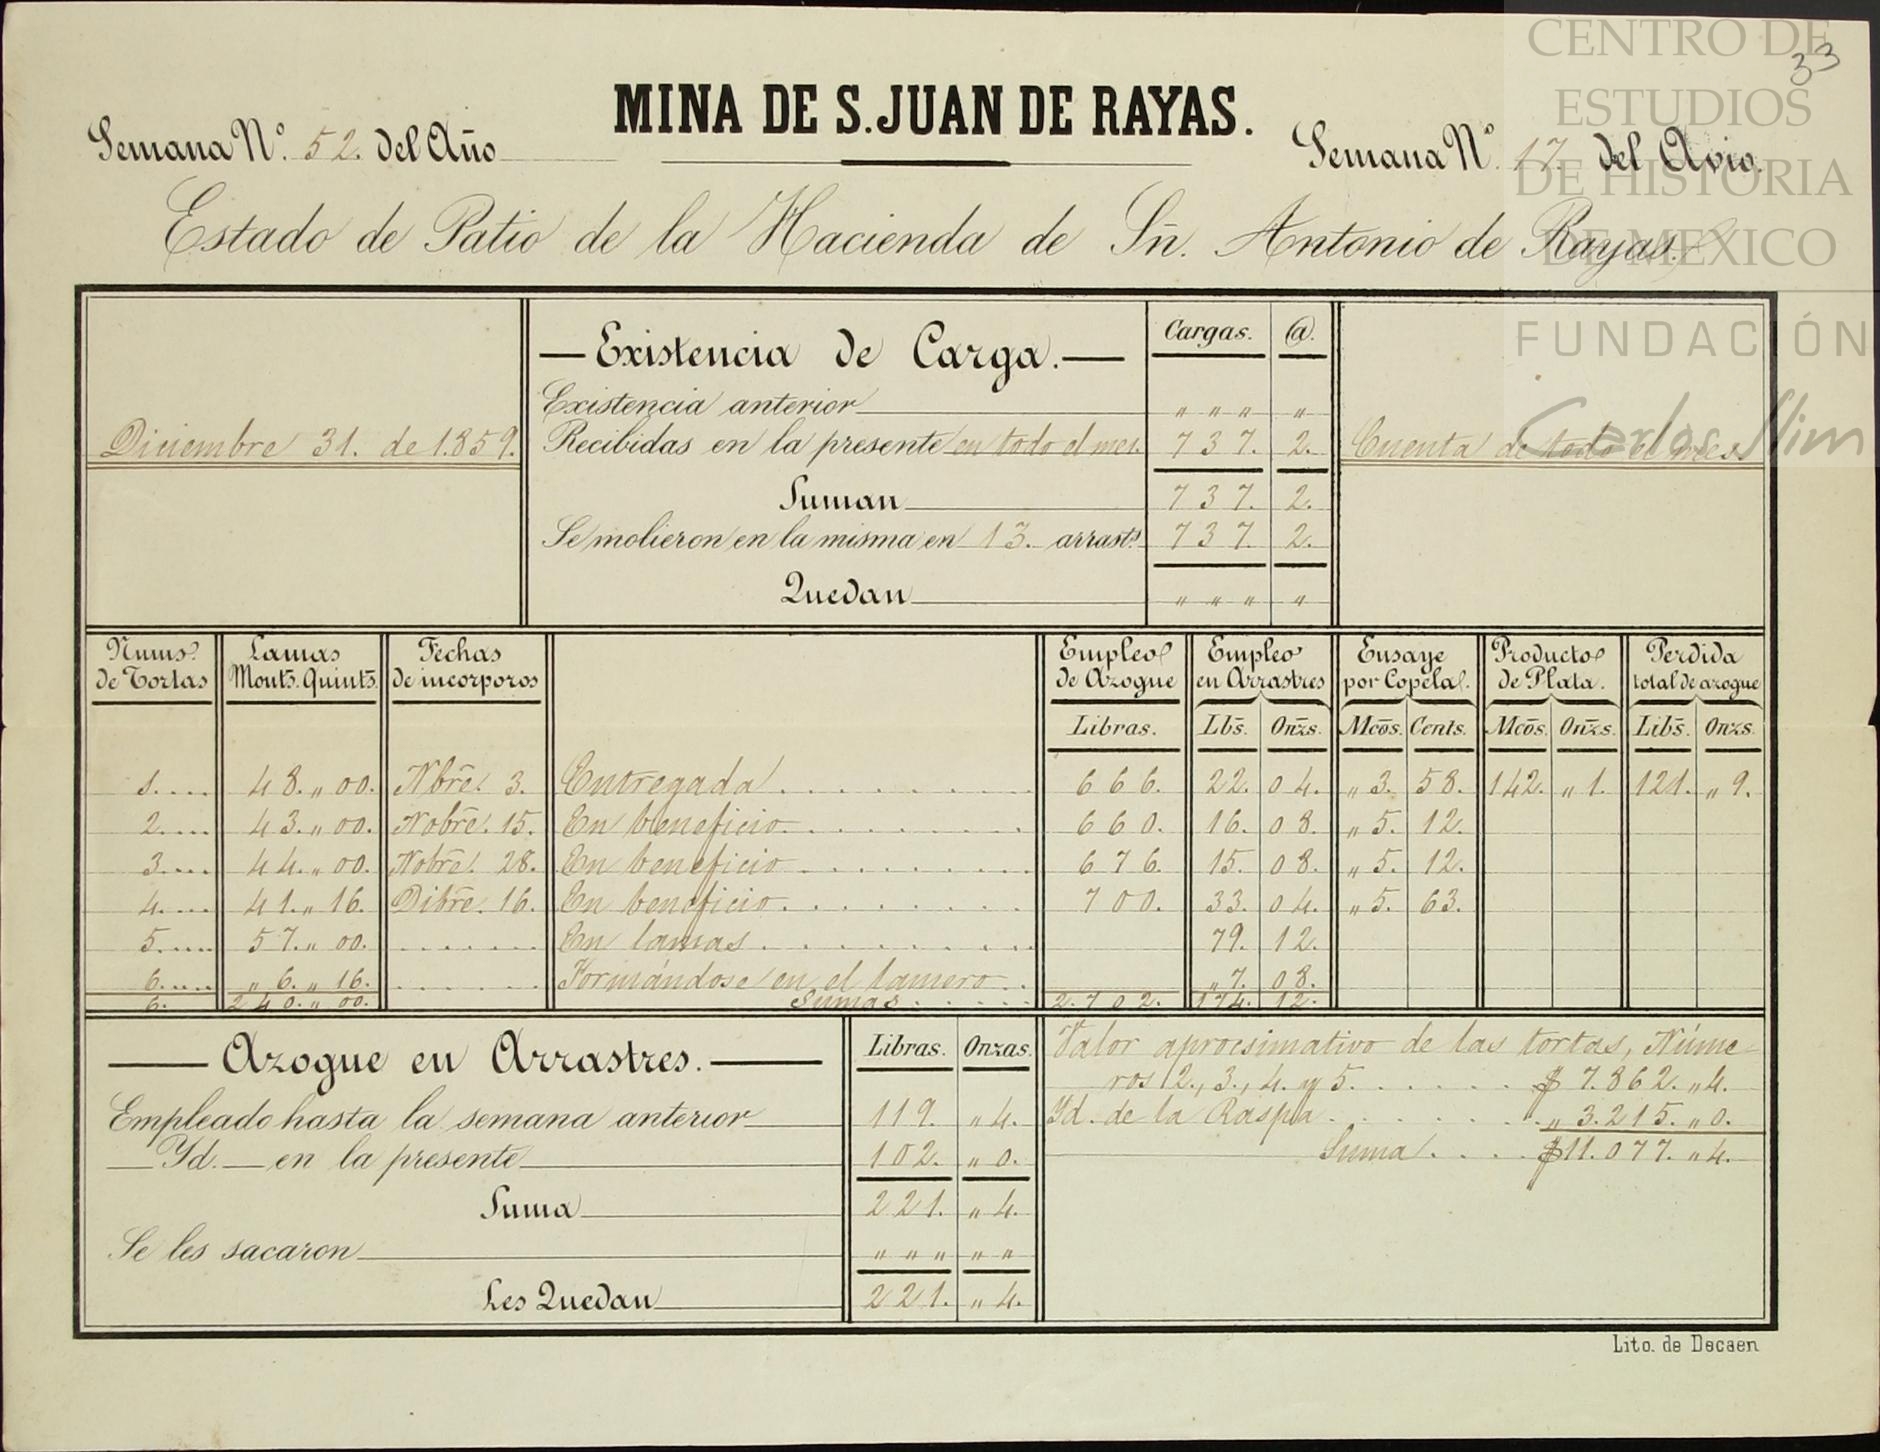 CENTRO DE
ESTUDIOS
DE HISTORIA
DE MEXICO
FUNDACIÓN
Carlos Slim
33
MINA DE S. JUAN DE RAYAS.
Semana N.º 52. del Año
Semana N.º 17. del Avio.
Estado de Patio de la Hacienda de Sn. Antonio de Rayas.
Diciembre 31. de 1859.
Existencia de Carga. Cargas. @.
Existencia anterior " " " "
Recibidas en la presente en todo el mes. 737. 2.
Suman 737. 2.
Se molieron en la misma en 13. arrast.s 737. 2.
Quedan " " " "
Cuenta de todo el mes.
Nums. de Tortas
Lamas Monts. Quints.
Fechas de incorporos
Empleo de Azogue
Empleo en Arrastres
Ensaye por Copela.
Producto de Plata.
Perdida total de azogue
Libras. Lbs. Onzs. Mcos. Cents. Mcos. Onzs. Libs. Onzs.
1.... 48. " 00. Nbre. 3. Entregada . . . . . . . . 666. 22. 04. " 3. 58. 142. " 1. 121. " 9.
2.... 43. " 00. Nobre. 15. En beneficio . . . . . . . . 660. 16. 08. " 5. 12.
3.... 44. " 00. Nobre. 28. En beneficio . . . . . . . . 676. 15. 08. " 5. 12.
4.... 41. " 16. Dibre. 16. En beneficio . . . . . . . . 700. 33. 04. " 5. 63.
5.... 57. " 00. . . . . . . En lamas . . . . . . . . 79. 12.
6.... " 6. " 16. . . . . . . Formándose en el lamero . . " 7. 08.
6. 240. " 00. Sumas . . . . . 2.702. 174. 12.
Azogue en Arrastres. Libras. Onzas.
Empleado hasta la semana anterior 119. " 4.
Yd. en la presente 102. " 0.
Suma 221. " 4.
Se les sacaron " " " " "
Les Quedan 221. " 4.
Valor aprocsimativo de las tortas, Núme-
ros 2., 3., 4. y 5. . . . . . $ 7.862. " 4.
Yd. de la Raspa . . . . . . . " 3.215. " 0.
Suma . . . . $ 11.077. " 4.
Lito. de Decaen